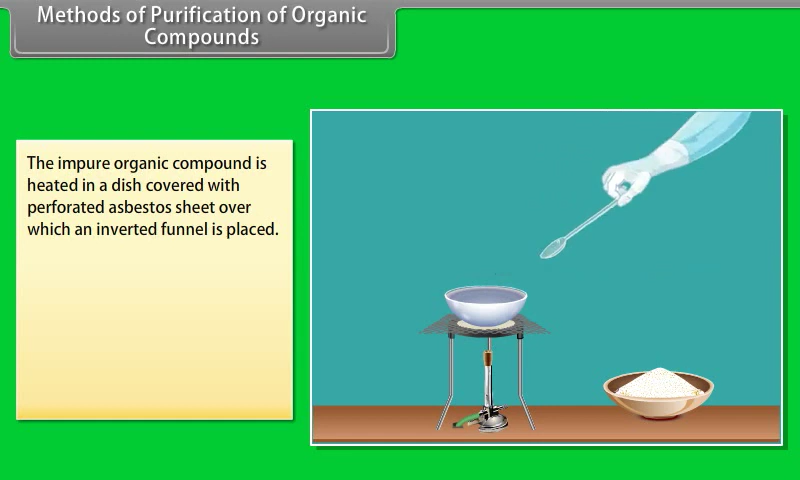 Methods of Purification of Organic
Compounds
The impure organic compound is
heated in a dish covered with
perforated asbestos sheet over
which an inverted funnel is placed.